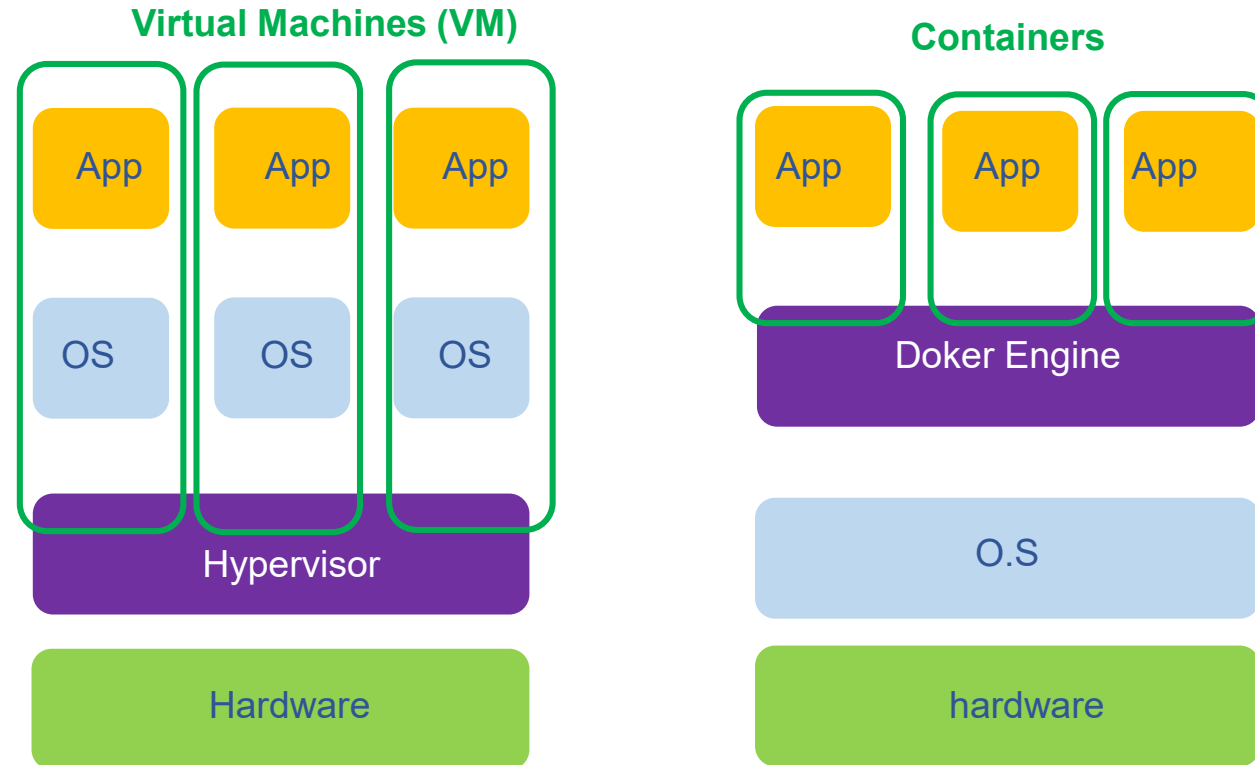 Virtual Machines (VM)
App
App
App
OS
OS
OS
Hypervisor
Hardware
Containers
App
App
App
Doker Engine
O.S
hardware